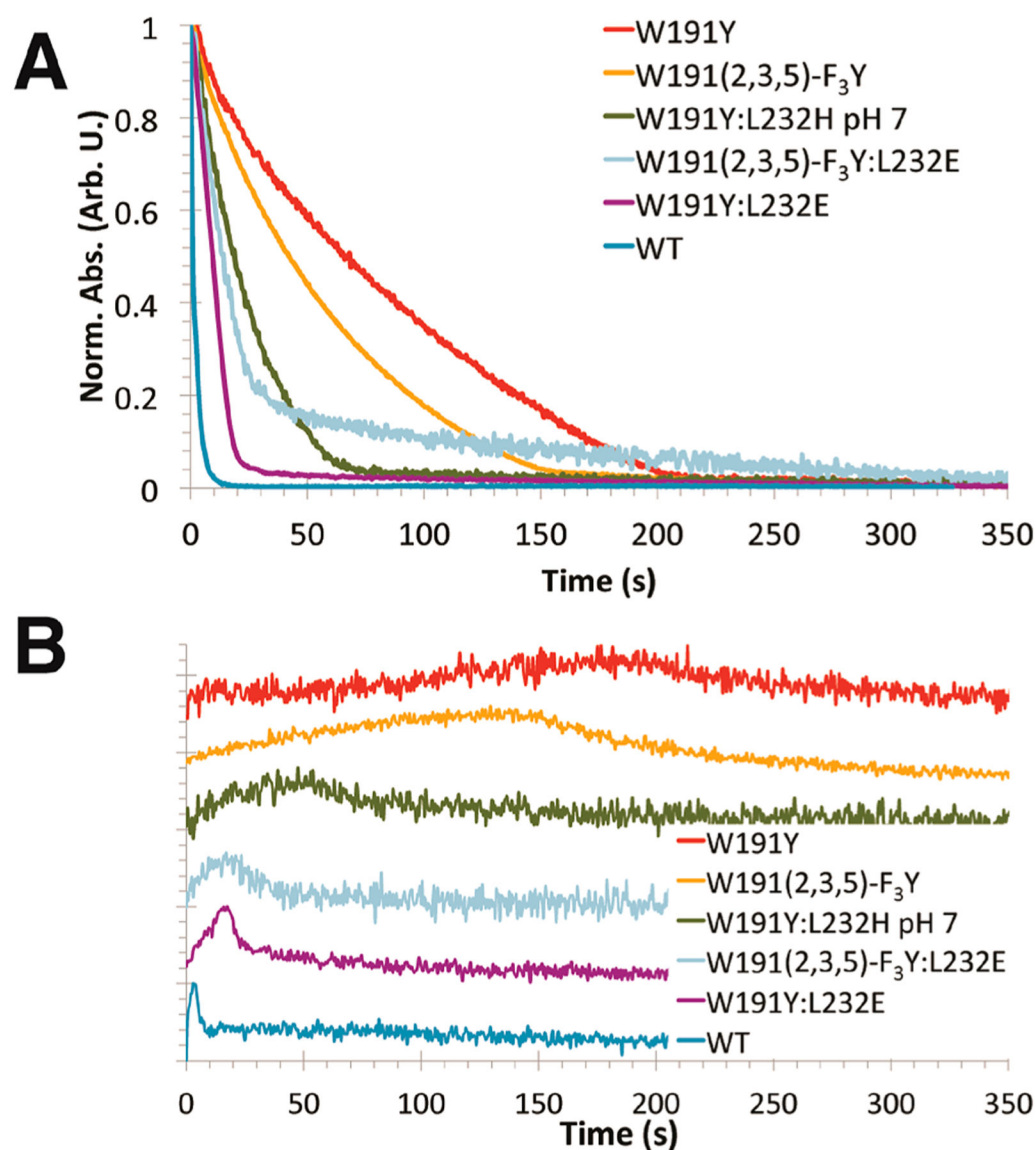 A
Norm. Abs. (Arb. U.)
1
0.8
0.6
0.4
0.2
0
0 50 100 150 200 250 300 350
Time (s)
W191Y
W191(2,3,5)-F₃Y
W191Y:L232H pH 7
W191(2,3,5)-F₃Y:L232E
W191Y:L232E
WT
B
W191Y
W191(2,3,5)-F₃Y
W191Y:L232H pH 7
W191(2,3,5)-F₃Y:L232E
W191Y:L232E
WT
0 50 100 150 200 250 300 350
Time (s)